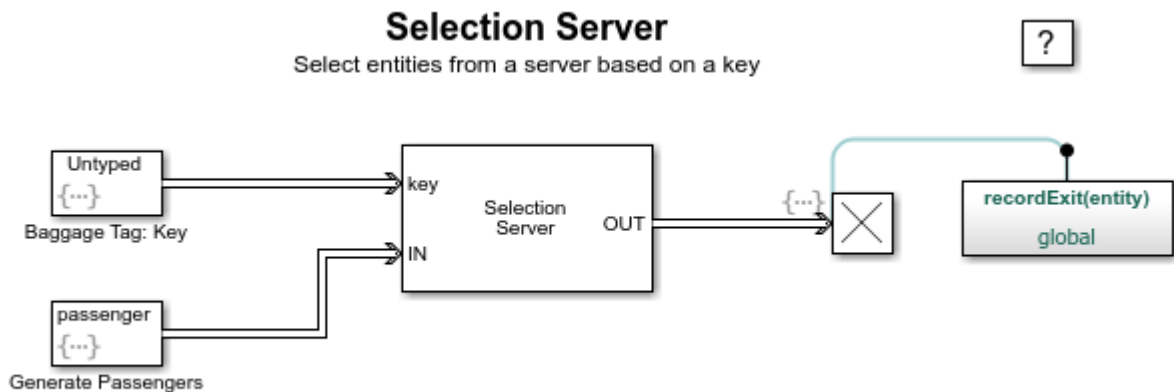 Selection Server
Select entities from a server based on a key
?
Untyped
{...}
Baggage Tag: Key
key
IN
Selection
Server
OUT
{...}
recordExit(entity)
global
passenger
{...}
Generate Passengers